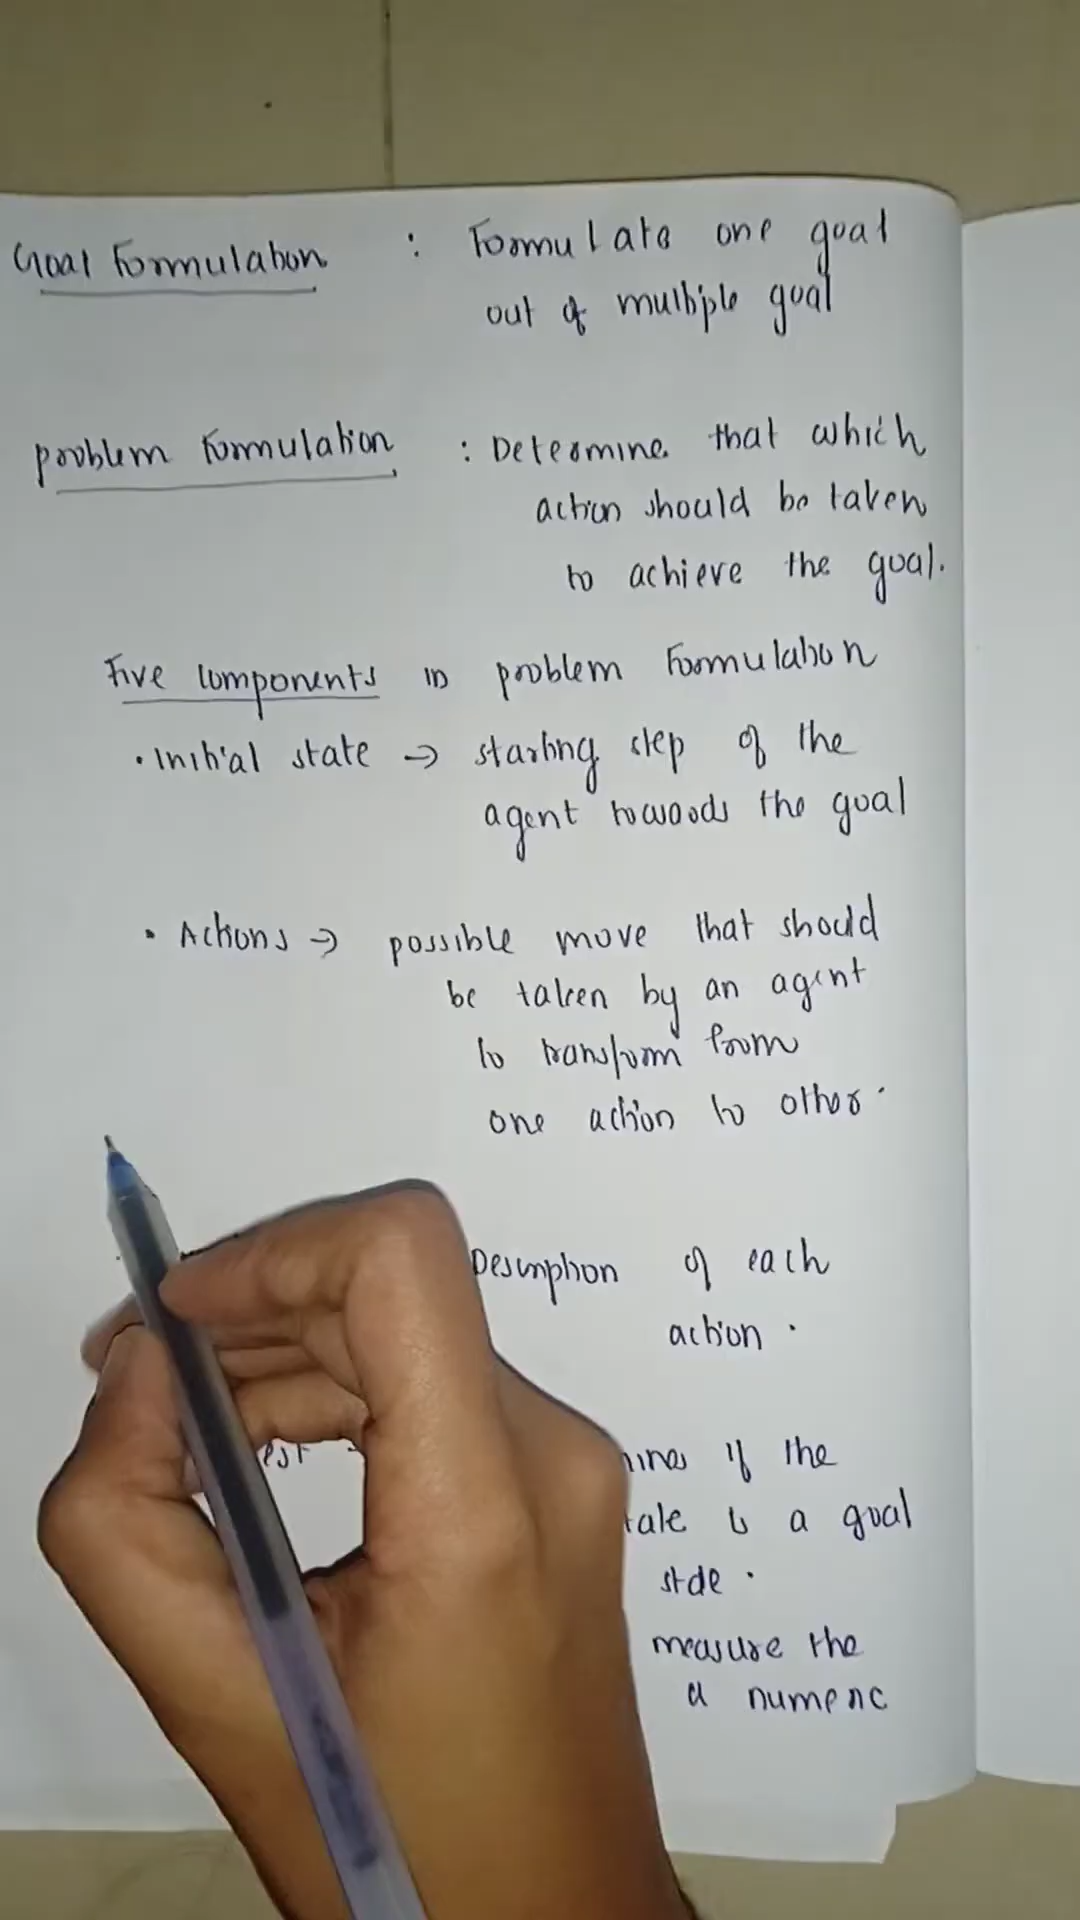 Goal Formulation : Formulate one goal
out of multiple goal
problem Formulation : Determine that which
action should be taken
to achieve the goal.
Five components in problem Formulation
• Initial state → starting step of the
agent towards the goal
• Actions → possible move that should
be taken by an agent
to transform from
one action to other.
Description of each
action.
if the
is a goal
state.
measure the
a numeric